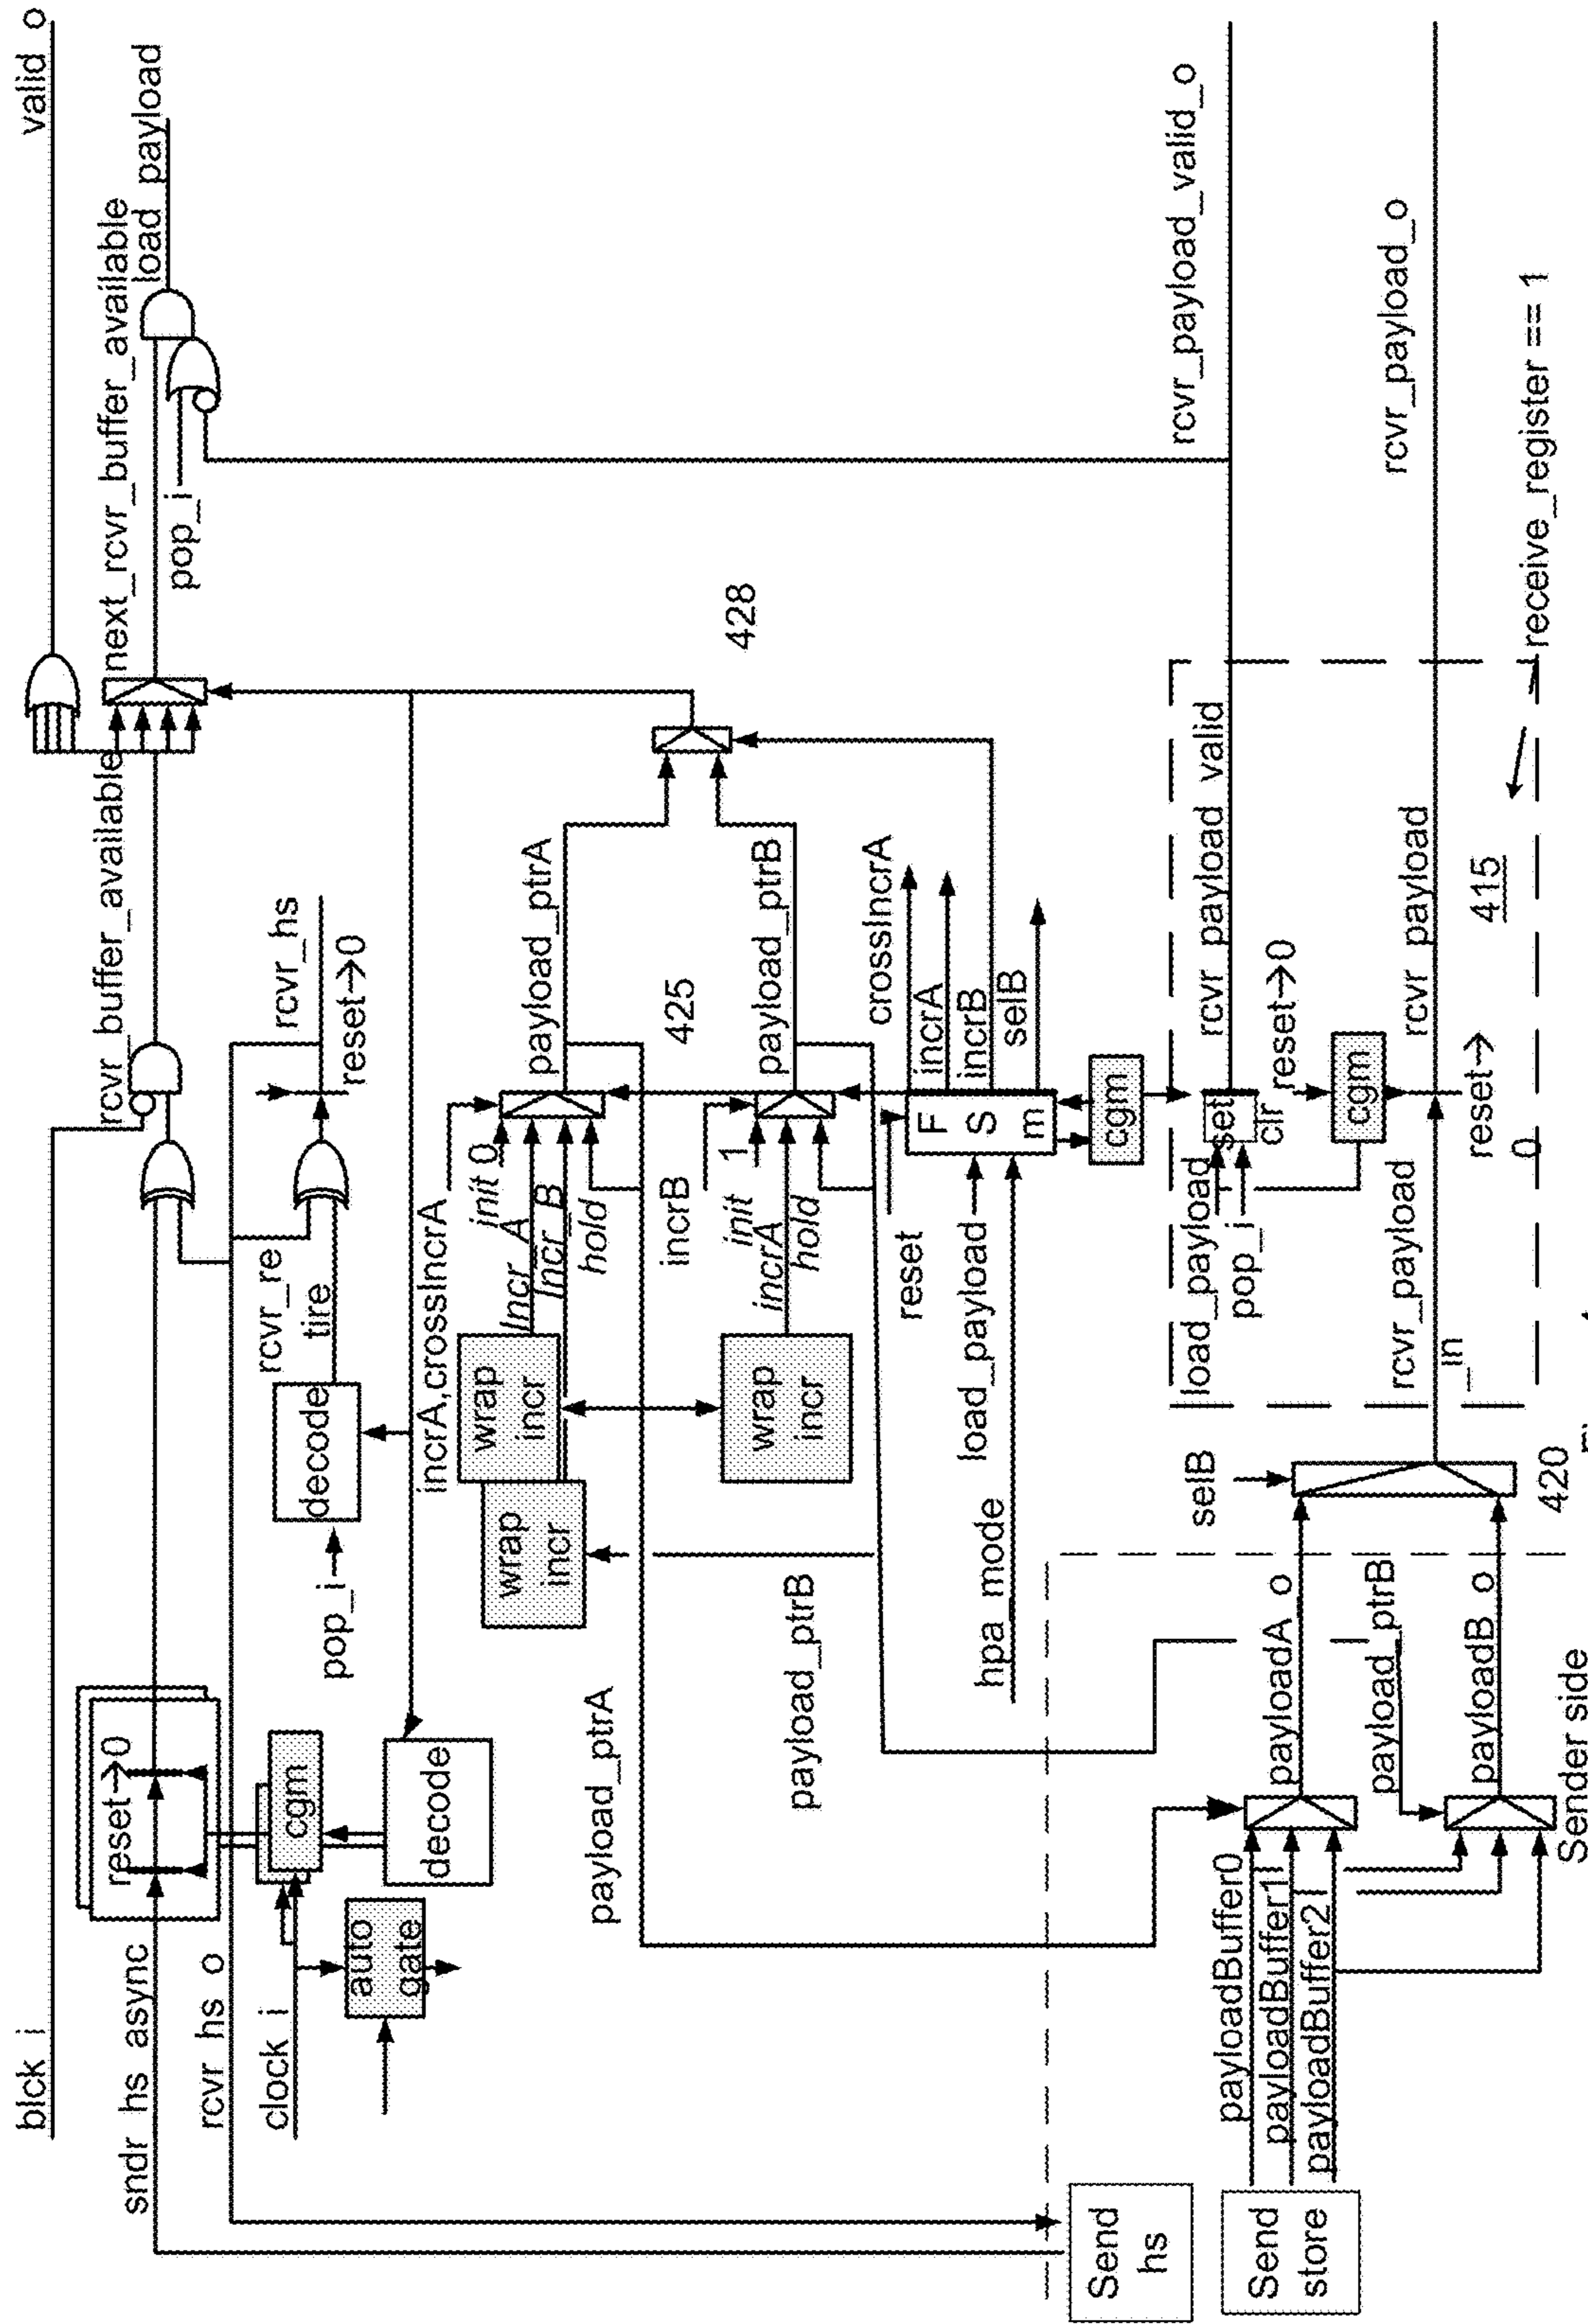 blck_i
valid_o
sndr_hs_async
reset→0
rcvr_buffer_available
next_rcvr_buffer_available
load_payload
pop_i
rcvr_hs_o
clock_i
cgm
auto
gate
decode
pop_i
decode
rcvr_re
tire
rcvr_hs
reset→0
incrA,crossIncrA
init 0
Incr_A
Incr_B
hold
wrap
incr
wrap
incr
payload_ptrA
payload_ptrA
425
428
incrB
init 1
incrA
hold
wrap
incr
payload_ptrB
payload_ptrB
reset
load_payload
hpa_mode
F
S
m
crossIncrA
incrA
incrB
selB
cgm
Send
hs
Send
store
payloadBuffer0
payloadBuffer1
payloadBuffer2
payloadA_o
payload_ptrB
payloadB_o
Sender side
selB
420
load_payload
pop_i
set
clr
reset→0
cgm
rcvr_payload_valid
rcvr_payload_valid_o
rcvr_payload
_in
rcvr_payload
reset→
0
415
rcvr_payload_o
receive_register == 1